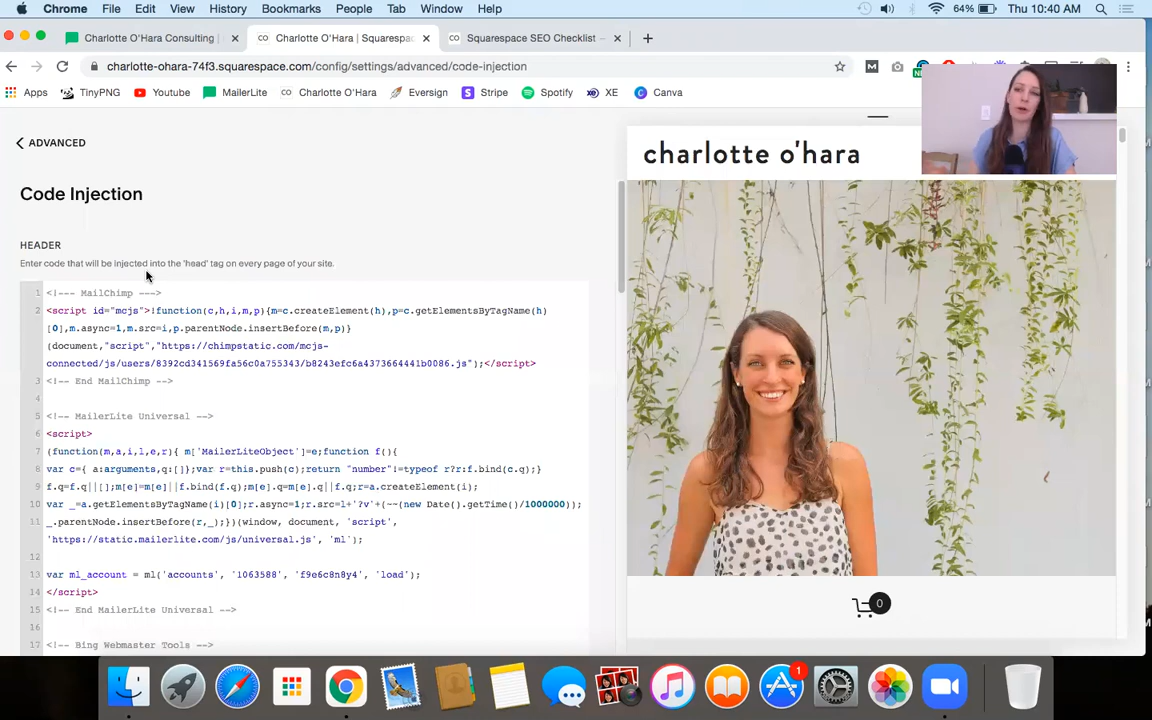 Chrome File Edit View History Bookmarks People Tab Window Help 64% Thu 10:40 AM
Charlotte O'Hara Consulting |
Charlotte O'Hara | Squarespac
Squarespace SEO Checklist –
charlotte-ohara-74f3.squarespace.com/config/settings/advanced/code-injection
Apps TinyPNG Youtube MailerLite Charlotte O'Hara Eversign Stripe Spotify XE Canva
ADVANCED
Code Injection
HEADER
Enter code that will be injected into the 'head' tag on every page of your site.
1 <!--- MailChimp --->
2 <script id="mcjs">!function(c,h,i,m,p){m=c.createElement(h),p=c.getElementsByTagName(h)
[0],m.async=1,m.src=i,p.parentNode.insertBefore(m,p)}
(document,"script","https://chimpstatic.com/mcjs-
connected/js/users/8392cd341569fa56c0a755343/b8243efc6a4373664441b0086.js");</script>
3 <!-- End MailChimp -->
4
5 <!-- MailerLite Universal -->
6 <script>
7 (function(m,a,i,l,e,r){ m['MailerLiteObject']=e;function f(){
8 var c={ a:arguments,q:[]};var r=this.push(c);return "number"!=typeof r?r:f.bind(c.q);}
9 f.q=f.q||[];m[e]=m[e]||f.bind(f.q);m[e].q=m[e].q||f.q;r=a.createElement(i);
10 var _=a.getElementsByTagName(i)[0];r.async=1;r.src=l+'?v'+(~~(new Date().getTime()/1000000));
11 _.parentNode.insertBefore(r,_);})(window, document, 'script',
'https://static.mailerlite.com/js/universal.js', 'ml');
12
13 var ml_account = ml('accounts', '1063588', 'f9e6c8n8y4', 'load');
14 </script>
15 <!-- End MailerLite Universal -->
16
17 <!-- Bing Webmaster Tools -->
charlotte o'hara
0
1